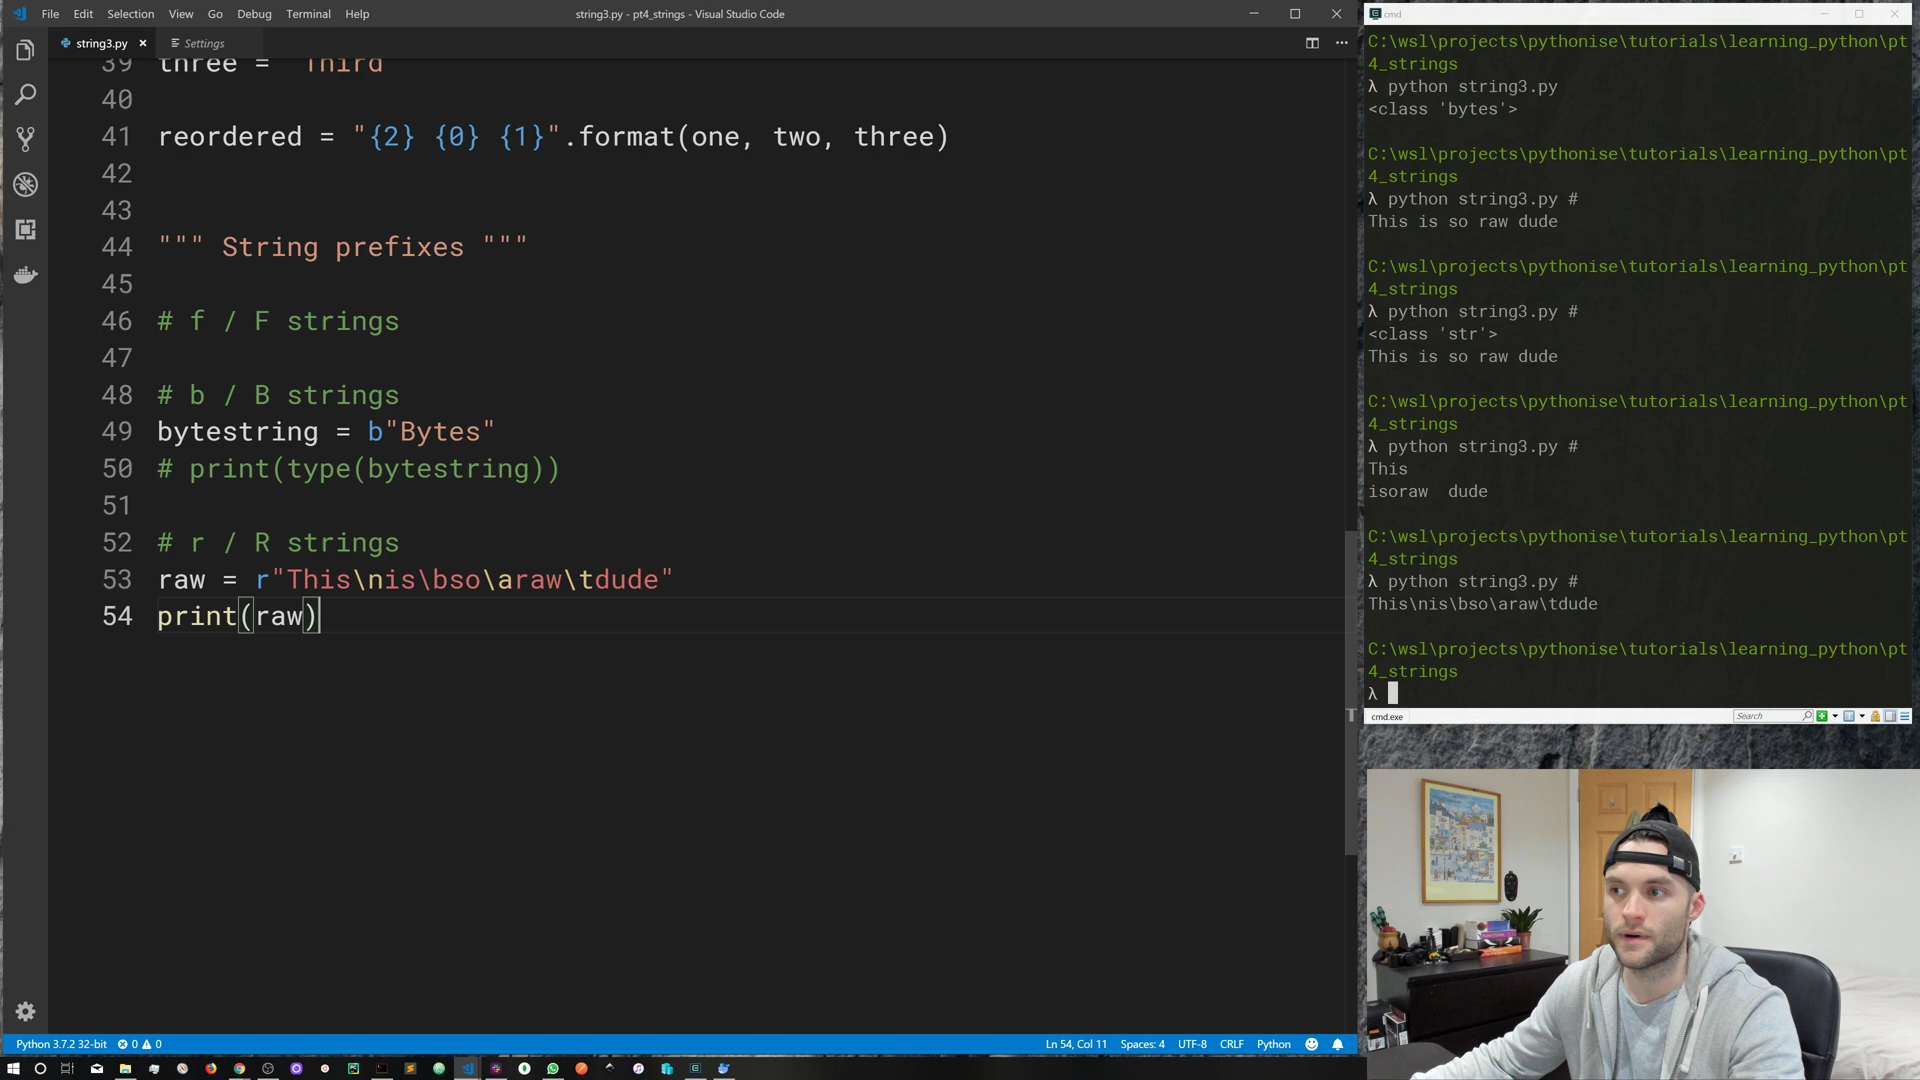 File Edit Selection View Go Debug Terminal Help
string3.py - pt4_strings - Visual Studio Code
string3.py
Settings
39 three = "Third"
40
41 reordered = "{2} {0} {1}".format(one, two, three)
42
43
44 """ String prefixes """
45
46 # f / F strings
47
48 # b / B strings
49 bytestring = b"Bytes"
50 # print(type(bytestring))
51
52 # r / R strings
53 raw = r"This\nis\bso\araw\tdude"
54 print(raw)
Python 3.7.2 32-bit 0 0
Ln 54, Col 11 Spaces: 4 UTF-8 CRLF Python
cmd
C:\wsl\projects\pythonise\tutorials\learning_python\pt
4_strings
λ python string3.py
<class 'bytes'>
C:\wsl\projects\pythonise\tutorials\learning_python\pt
4_strings
λ python string3.py #
This is so raw dude
C:\wsl\projects\pythonise\tutorials\learning_python\pt
4_strings
λ python string3.py #
<class 'str'>
This is so raw dude
C:\wsl\projects\pythonise\tutorials\learning_python\pt
4_strings
λ python string3.py #
This
isoraw  dude
C:\wsl\projects\pythonise\tutorials\learning_python\pt
4_strings
λ python string3.py #
This\nis\bso\araw\tdude
C:\wsl\projects\pythonise\tutorials\learning_python\pt
4_strings
λ
cmd.exe
Search